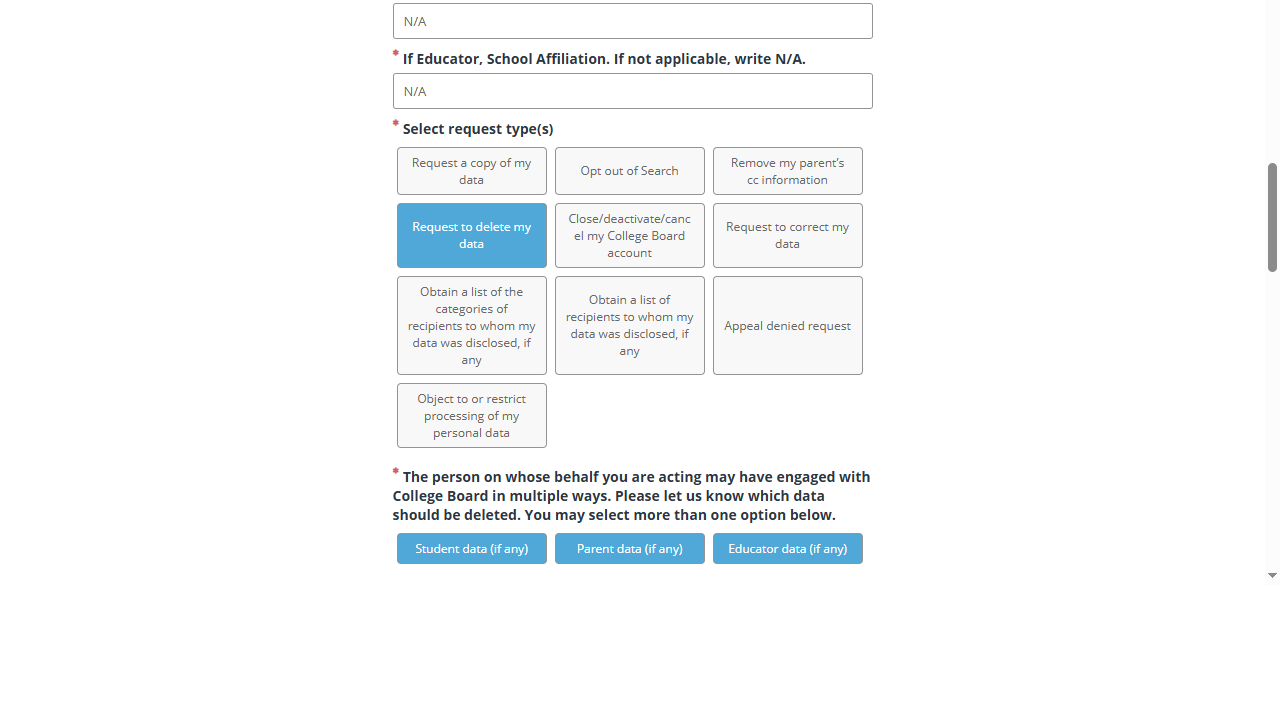 N/A
* If Educator, School Affiliation. If not applicable, write N/A.
N/A
* Select request type(s)
Request a copy of my
data
Opt out of Search
Remove my parent's
cc information
Request to delete my
data
Close/deactivate/canc
el my College Board
account
Request to correct my
data
Obtain a list of the
categories of
recipients to whom my
data was disclosed, if
any
Obtain a list of
recipients to whom my
data was disclosed, if
any
Appeal denied request
Object to or restrict
processing of my
personal data
* The person on whose behalf you are acting may have engaged with
College Board in multiple ways. Please let us know which data
should be deleted. You may select more than one option below.
Student data (if any)
Parent data (if any)
Educator data (if any)